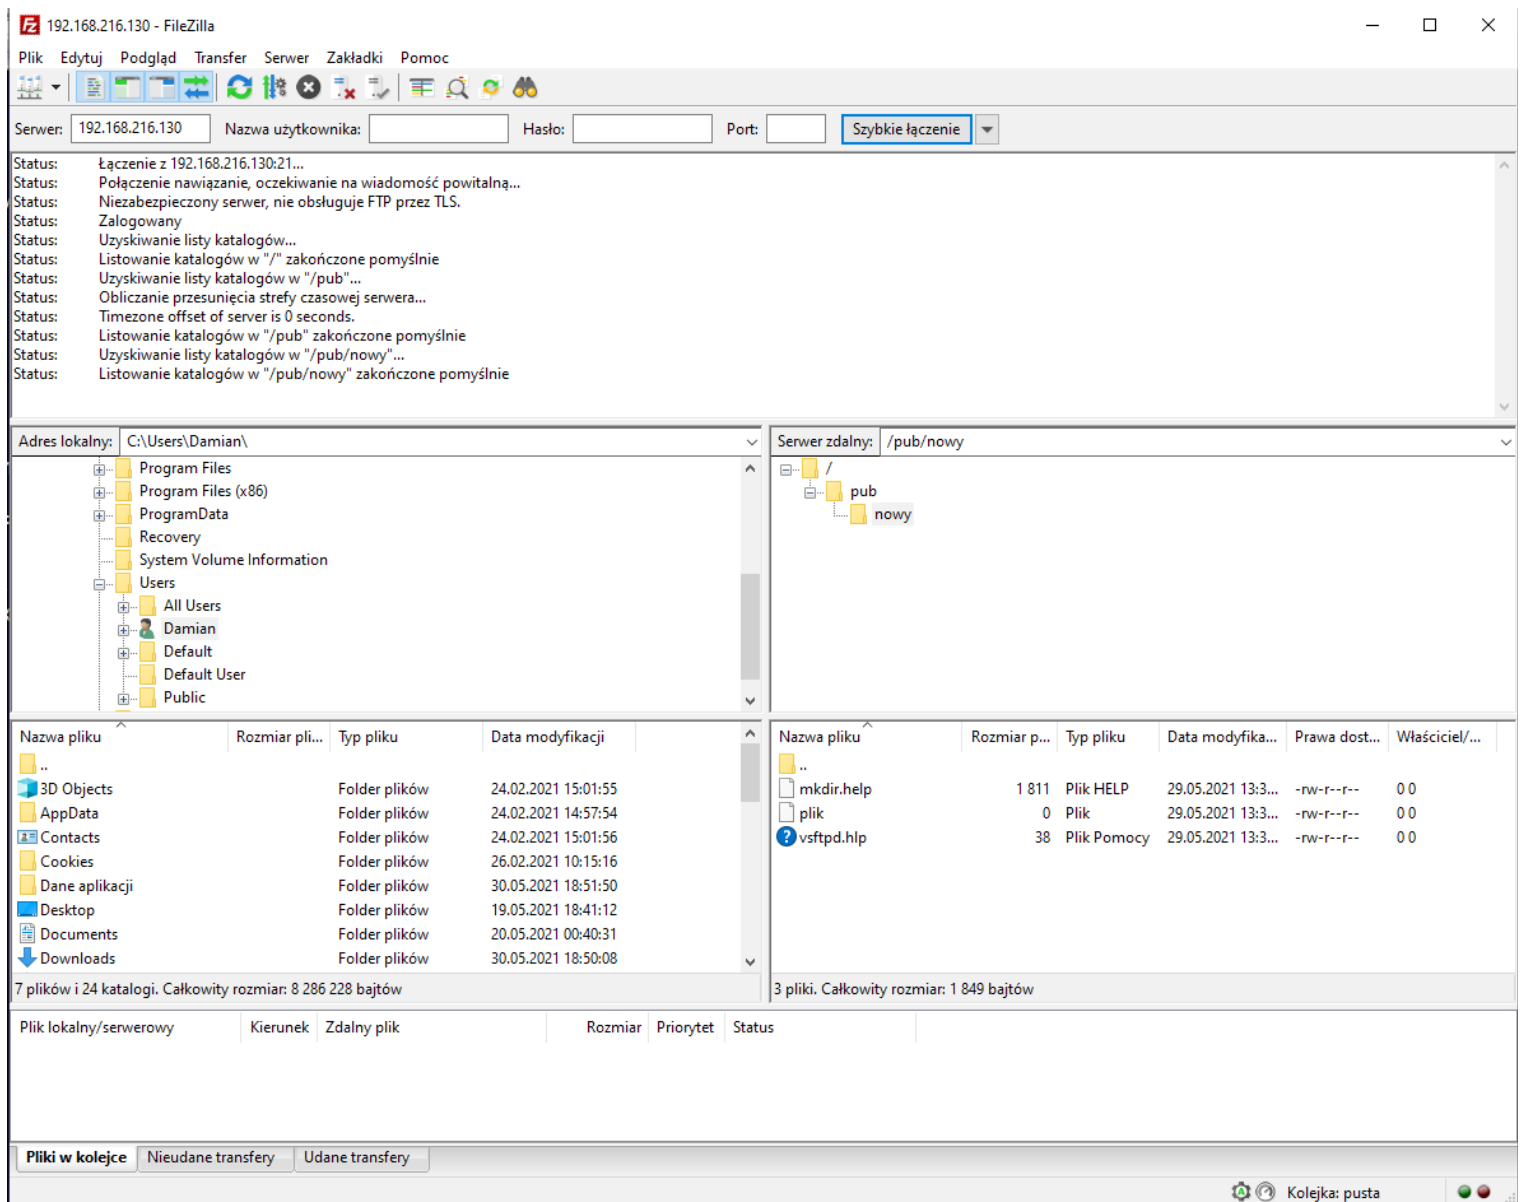 192.168.216.130 - FileZilla
Plik Edytuj Podgląd Transfer Serwer Zakładki Pomoc
Serwer: 192.168.216.130 Nazwa użytkownika: Hasło: Port: Szybkie łączenie
Status: Łączenie z 192.168.216.130:21...
Status: Połączenie nawiązanie, oczekiwanie na wiadomość powitalną...
Status: Niezabezpieczony serwer, nie obsługuje FTP przez TLS.
Status: Zalogowany
Status: Uzyskiwanie listy katalogów...
Status: Listowanie katalogów w "/" zakończone pomyślnie
Status: Uzyskiwanie listy katalogów w "/pub"...
Status: Obliczanie przesunięcia strefy czasowej serwera...
Status: Timezone offset of server is 0 seconds.
Status: Listowanie katalogów w "/pub" zakończone pomyślnie
Status: Uzyskiwanie listy katalogów w "/pub/nowy"...
Status: Listowanie katalogów w "/pub/nowy" zakończone pomyślnie
Adres lokalny: C:\Users\Damian\
Program Files
Program Files (x86)
ProgramData
Recovery
System Volume Information
Users
All Users
Damian
Default
Default User
Public
Serwer zdalny: /pub/nowy
/
pub
nowy
Nazwa pliku Rozmiar pli... Typ pliku Data modyfikacji
..
3D Objects Folder plików 24.02.2021 15:01:55
AppData Folder plików 24.02.2021 14:57:54
Contacts Folder plików 24.02.2021 15:01:56
Cookies Folder plików 26.02.2021 10:15:16
Dane aplikacji Folder plików 30.05.2021 18:51:50
Desktop Folder plików 19.05.2021 18:41:12
Documents Folder plików 20.05.2021 00:40:31
Downloads Folder plików 30.05.2021 18:50:08
7 plików i 24 katalogi. Całkowity rozmiar: 8 286 228 bajtów
Nazwa pliku Rozmiar p... Typ pliku Data modyfika... Prawa dost... Właściciel/...
..
mkdir.help 1 811 Plik HELP 29.05.2021 13:3... -rw-r--r-- 0 0
plik 0 Plik 29.05.2021 13:3... -rw-r--r-- 0 0
vsftpd.hlp 38 Plik Pomocy 29.05.2021 13:3... -rw-r--r-- 0 0
3 pliki. Całkowity rozmiar: 1 849 bajtów
Plik lokalny/serwerowy Kierunek Zdalny plik Rozmiar Priorytet Status
Pliki w kolejce Nieudane transfery Udane transfery
Kolejka: pusta